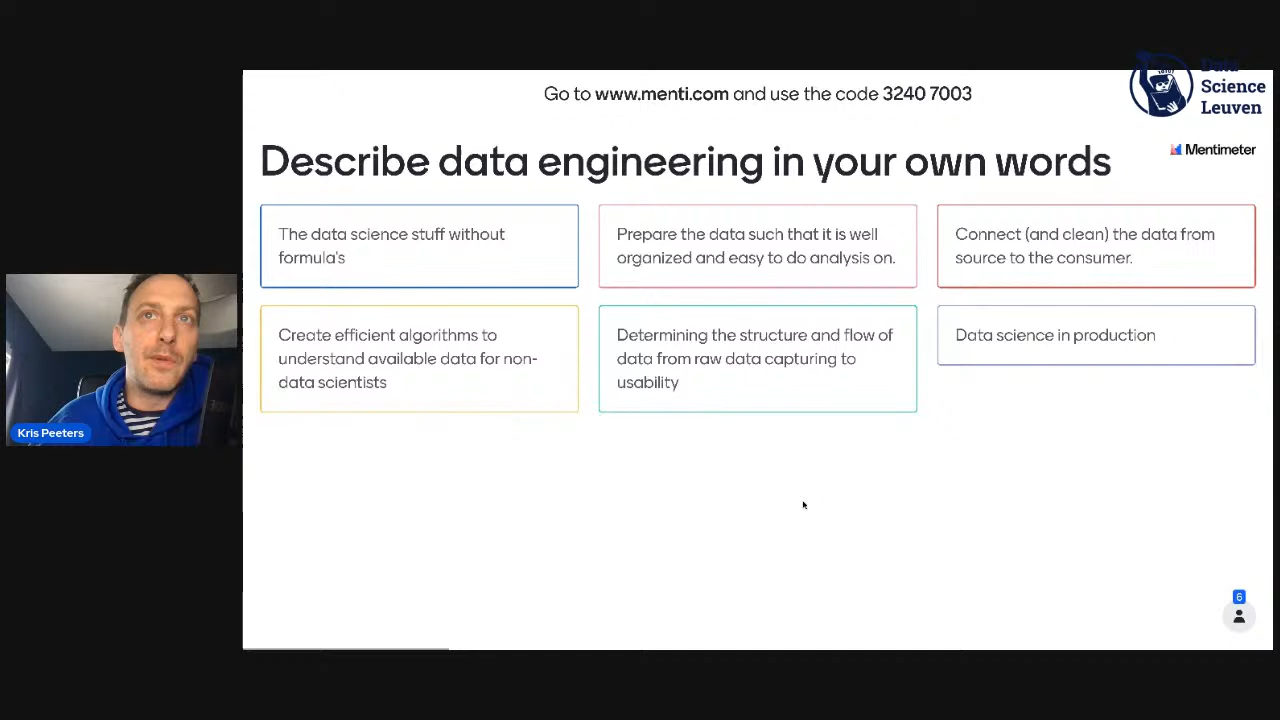 Go to www.menti.com and use the code 3240 7003
Data
Science
Leuven
Describe data engineering in your own words
Mentimeter
The data science stuff without
formula's
Prepare the data such that it is well
organized and easy to do analysis on.
Connect (and clean) the data from
source to the consumer.
Create efficient algorithms to
understand available data for non-
data scientists
Determining the structure and flow of
data from raw data capturing to
usability
Data science in production
Kris Peeters
6